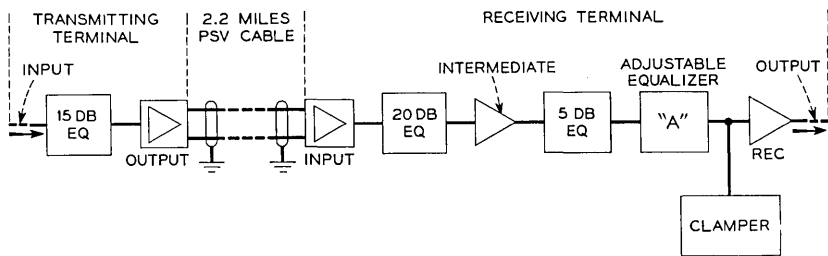 TRANSMITTING
TERMINAL
2.2 MILES
PSV CABLE
RECEIVING TERMINAL
INPUT
15 DB
EQ
OUTPUT
INPUT
20 DB
EQ
INTERMEDIATE
5 DB
EQ
ADJUSTABLE
EQUALIZER
"A"
OUTPUT
REC
CLAMPER